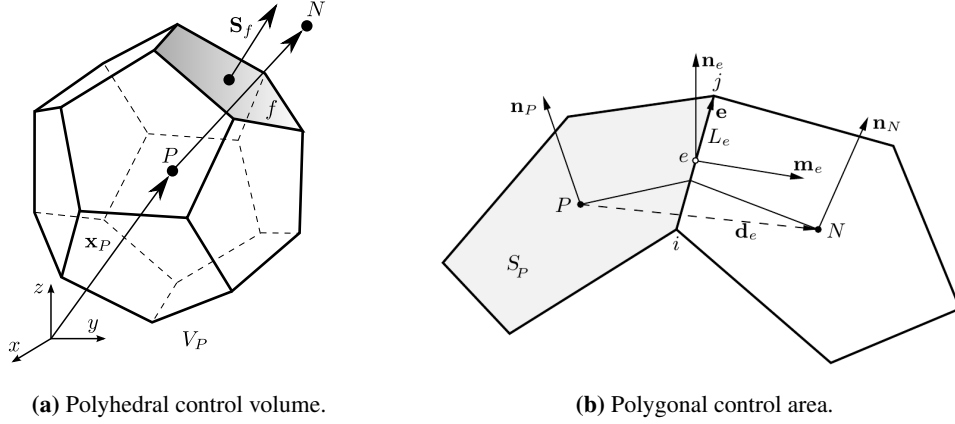 N
S_f
f
P
x_P
z
y
x
V_P
(a) Polyhedral control volume.
n_e
j
n_P
e
L_e
n_N
e
m_e
P
d_e
N
i
S_P
(b) Polygonal control area.